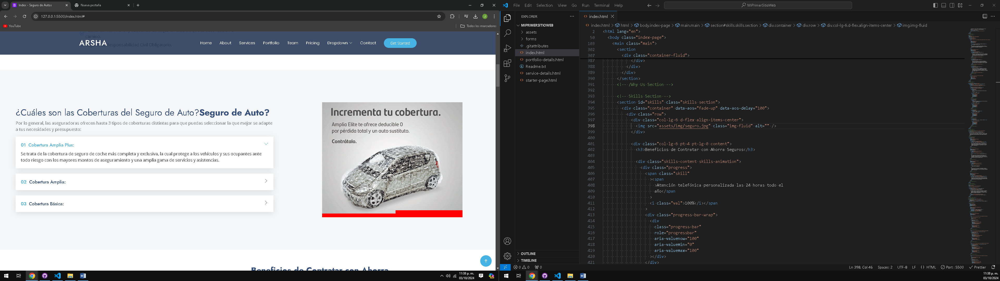 Index - Seguro de Autos
Nueva pestaña
127.0.0.1:5500/index.html#
YouTube
Todos los marcadores
camino.
ARSHA
Responsabilidad Civil Obligatorio.
Home
About
Services
Portfolio
Team
Pricing
Dropdown
Contact
Get Started
¿Cuáles son las Coberturas del Seguro de Auto?Seguro de Auto?
Por lo general, las aseguradoras ofrecen hasta 3 tipos de coberturas distintas para que puedas seleccionar la que mejor se adapte
a tus necesidades y presupuesto:
01 Cobertura Amplia Plus:
Se trata de la cobertura de seguro de coche más completa y exclusiva, la cual protege a los vehículos y sus ocupantes ante
todo riesgo con los mayores montos de aseguramiento y una amplia gama de servicios y asistencias.
02 Cobertura Amplia:
03 Cobertura Básica:
Incrementa tu cobertura.
Amplia Elite te ofrece deducible 0
por pérdida total y un auto sustituto.
Contrátalo.
Beneficios de Contratar con Ahorra
11:38 p. m.
03/10/2024
File Edit Selection View Go Run Terminal Help
MiPrimerSitioWeb
EXPLORER
MIPRIMERSITIOWEB
assets
forms
.gitattributes
index.html
portfolio-details.html
Readme.txt
service-details.html
starter-page.html
OUTLINE
TIMELINE
index.html
index.html > html > body.index-page > main.main > section#skills.skills.section > div.container > div.row > div.col-lg-6.d-flex.align-items-center > img.img-fluid
2 <html lang="en">
50 <body class="index-page">
103 <main class="main">
302 <section
307 <div class="container-fluid">
387 </div>
388 </div>
389 </div>
390 </section>
391 <!-- /Why Us Section -->
392
393 <!-- Skills Section -->
394 <section id="skills" class="skills section">
395 <div class="container" data-aos="fade-up" data-aos-delay="100">
396 <div class="row">
397 <div class="col-lg-6 d-flex align-items-center">
398 <img src="assets/img/seguro.jpg" class="img-fluid" alt="" />
399 </div>
400
401 <div class="col-lg-6 pt-4 pt-lg-0 content">
402 <h3>Beneficios de Contratar con Ahorra Seguros</h3>
403
404 <div class="skills-content skills-animation">
405 <div class="progress">
406 <span class="skill"
407 ><span
408 >Atención telefónica personalizada las 24 horas todo el
409 año</span
410 >
411 <i class="val">100%</i></span
412 >
413 <div class="progress-bar-wrap">
414 <div
415 class="progress-bar"
416 role="progressbar"
417 aria-valuenow="100"
418 aria-valuemin="0"
419 aria-valuemax="100"
420 ></div>
421 </div>
0 0 0
Ln 398, Col 46 Spaces: 2 UTF-8 LF HTML Port : 5500 Prettier
11:38 p. m.
03/10/2024